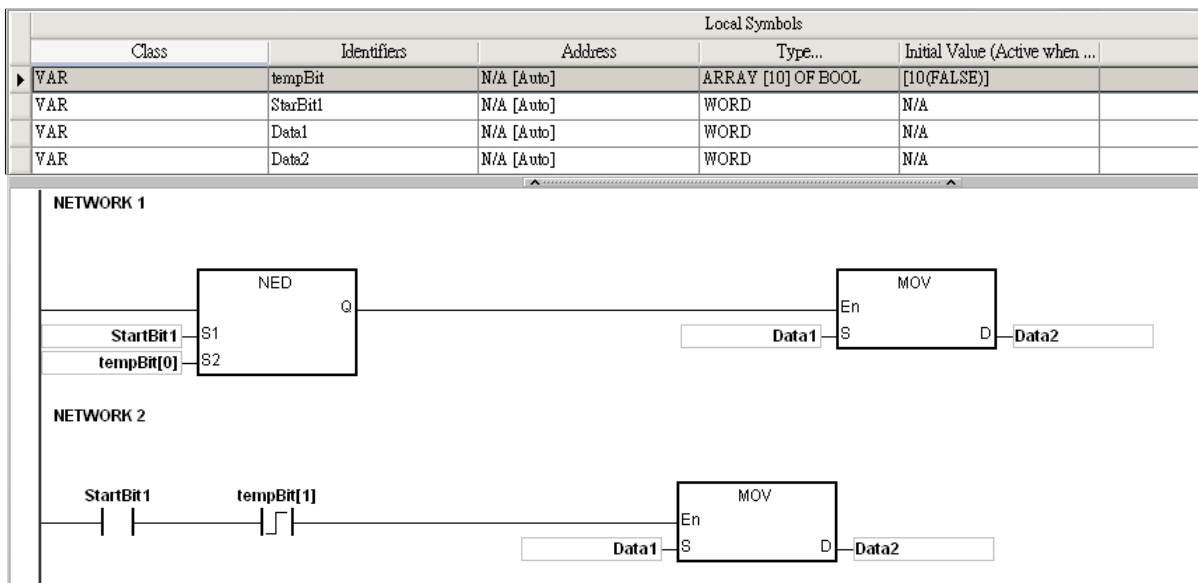 Local Symbols
Class Identifiers Address Type... Initial Value (Active when ...
VAR tempBit N/A [Auto] ARRAY [10] OF BOOL [10(FALSE)]
VAR StarBit1 N/A [Auto] WORD N/A
VAR Data1 N/A [Auto] WORD N/A
VAR Data2 N/A [Auto] WORD N/A
NETWORK 1
NED MOV
Q En
StartBit1 S1 Data1 S D Data2
tempBit[0] S2
NETWORK 2
StartBit1 tempBit[1] MOV
En
Data1 S D Data2